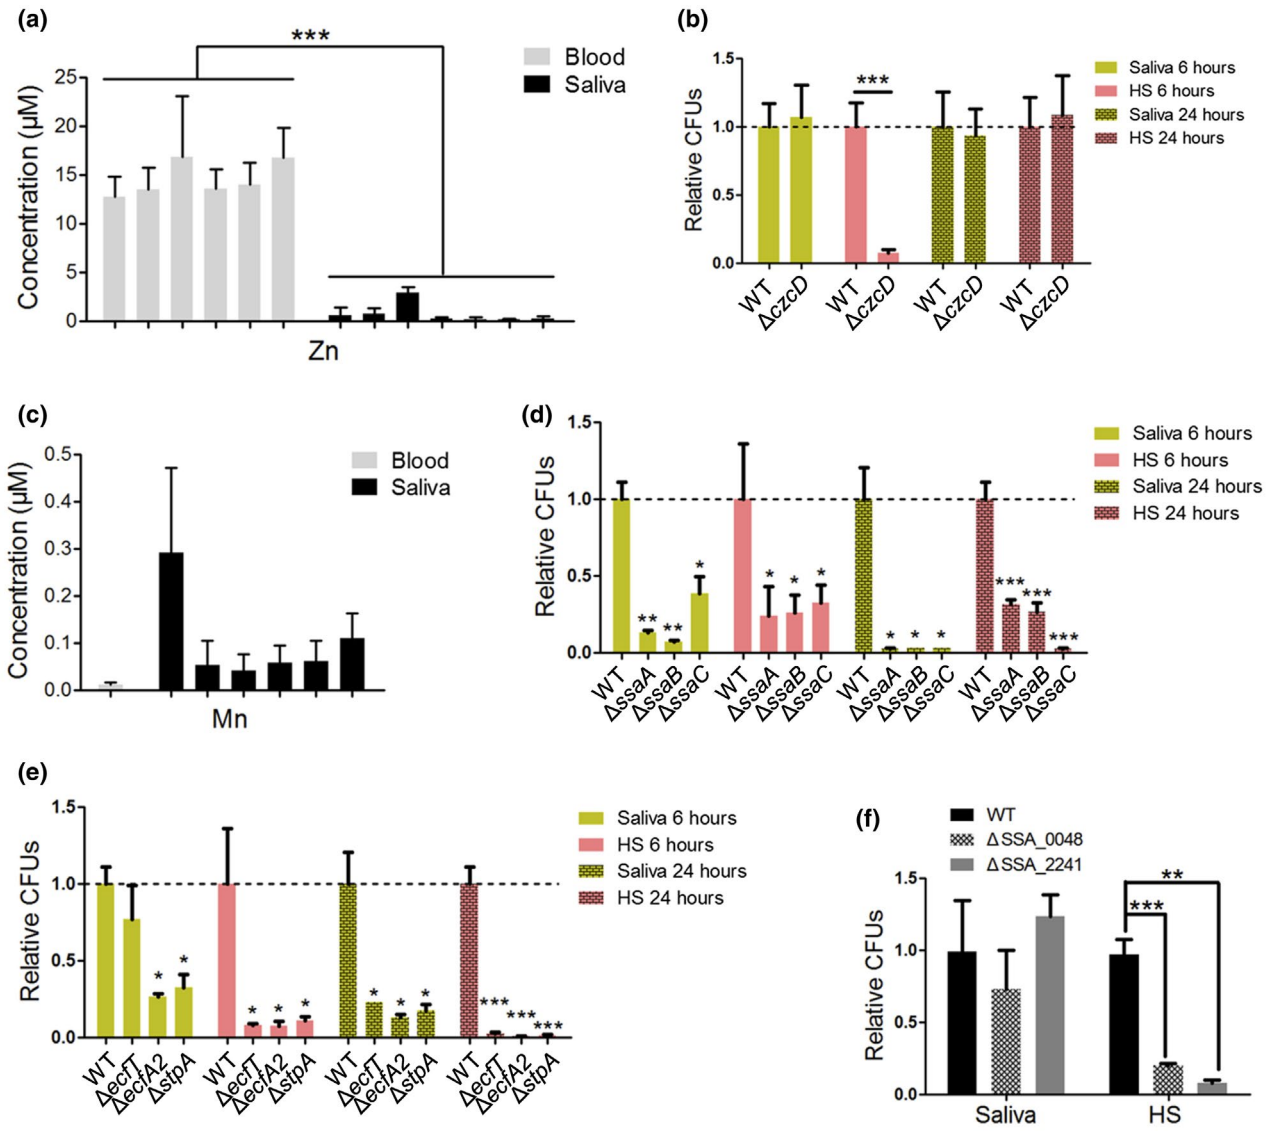 (a)
***
Blood
Saliva
Concentration (µM)
25
20
15
10
5
0
Zn
(b)
Relative CFUs
1.5
1.0
0.5
0.0
***
WT
ΔczcD
WT
ΔczcD
WT
ΔczcD
WT
ΔczcD
Saliva 6 hours
HS 6 hours
Saliva 24 hours
HS 24 hours
(c)
Concentration (µM)
0.5
0.4
0.3
0.2
0.1
0.0
Blood
Saliva
Mn
(d)
Relative CFUs
1.5
1.0
0.5
0.0
** ** *
* * *
* * *
*** *** ***
WT ΔssaA ΔssaB ΔssaC
WT ΔssaA ΔssaB ΔssaC
WT ΔssaA ΔssaB ΔssaC
WT ΔssaA ΔssaB ΔssaC
Saliva 6 hours
HS 6 hours
Saliva 24 hours
HS 24 hours
(e)
Relative CFUs
1.5
1.0
0.5
0.0
* *
* * *
* * *
*** *** ***
WT ΔecfT ΔecfA2 ΔstpA
WT ΔecfT ΔecfA2 ΔstpA
WT ΔecfT ΔecfA2 ΔstpA
WT ΔecfT ΔecfA2 ΔstpA
Saliva 6 hours
HS 6 hours
Saliva 24 hours
HS 24 hours
(f)
WT
ΔSSA_0048
ΔSSA_2241
Relative CFUs
1.5
1.0
0.5
0.0
**
***
Saliva
HS